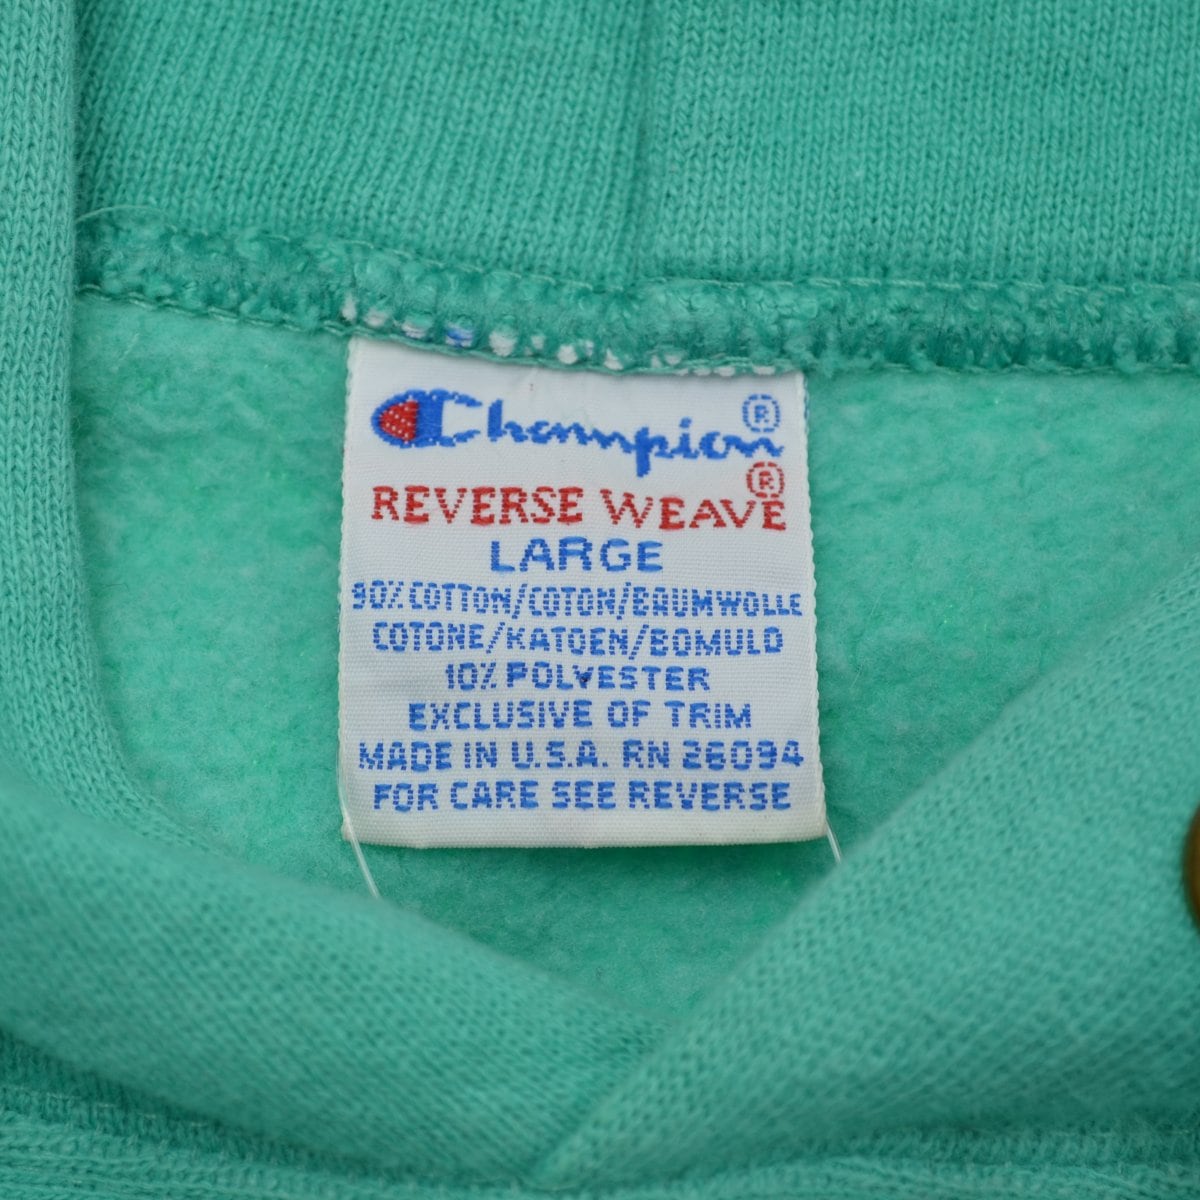 Champion®
REVERSE WEAVE®
LARGE
90% COTTON/COTON/BAUMWOLLE
COTONE/KATOEN/BOMULD
10% POLYESTER
EXCLUSIVE OF TRIM
MADE IN U.S.A. RN 26094
FOR CARE SEE REVERSE